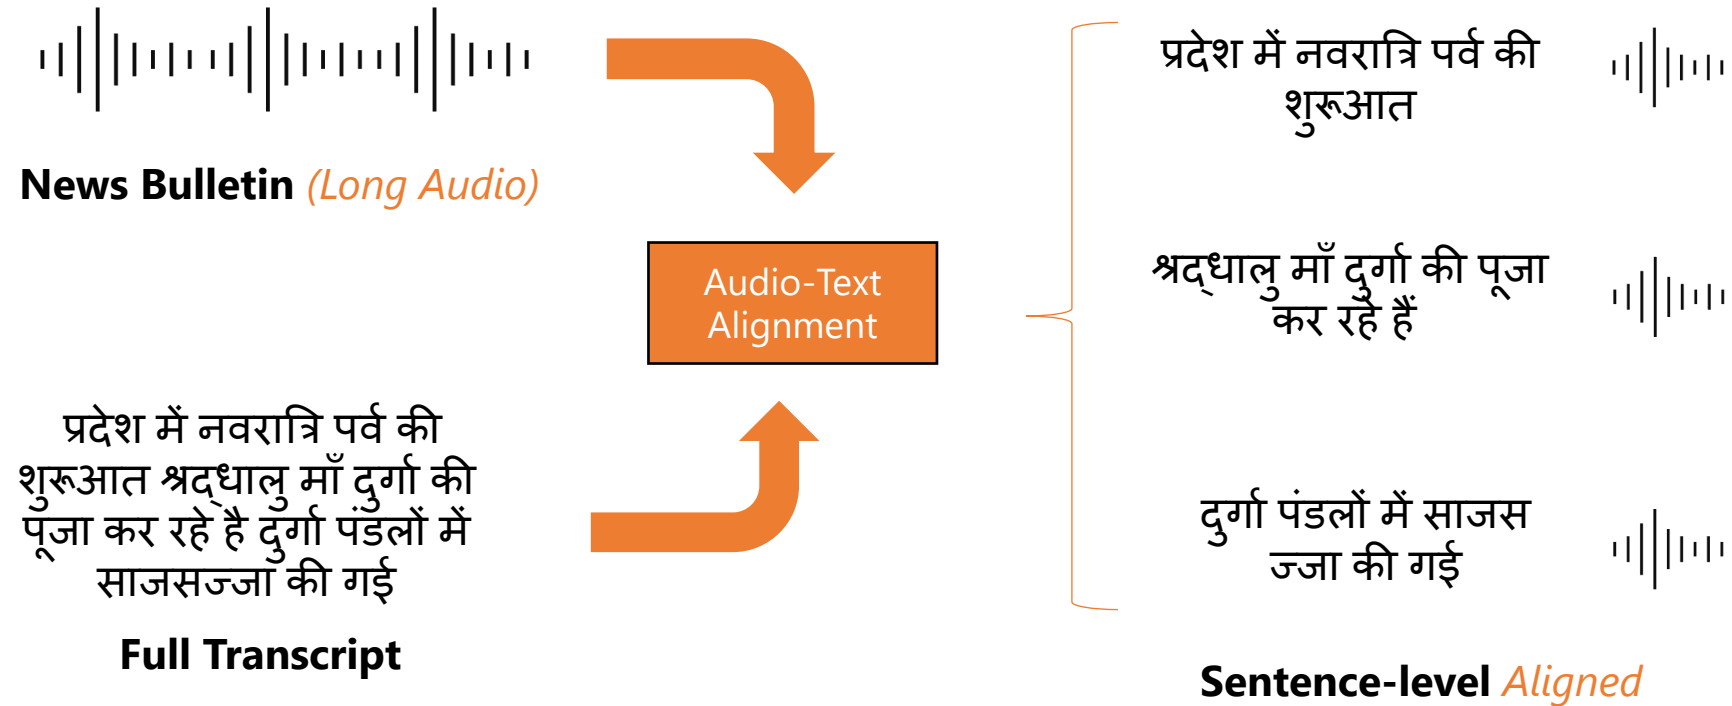 News Bulletin (Long Audio)
प्रदेश में नवरात्रि पर्व की
शुरूआत श्रद्धालु माँ दुर्गा की
पूजा कर रहे है दुर्गा पंडलों में
साजसज्जा की गई
Full Transcript
Audio-Text
Alignment
प्रदेश में नवरात्रि पर्व की
शुरूआत
श्रद्धालु माँ दुर्गा की पूजा
कर रहे हैं
दुर्गा पंडलों में साजस
ज्जा की गई
Sentence-level Aligned